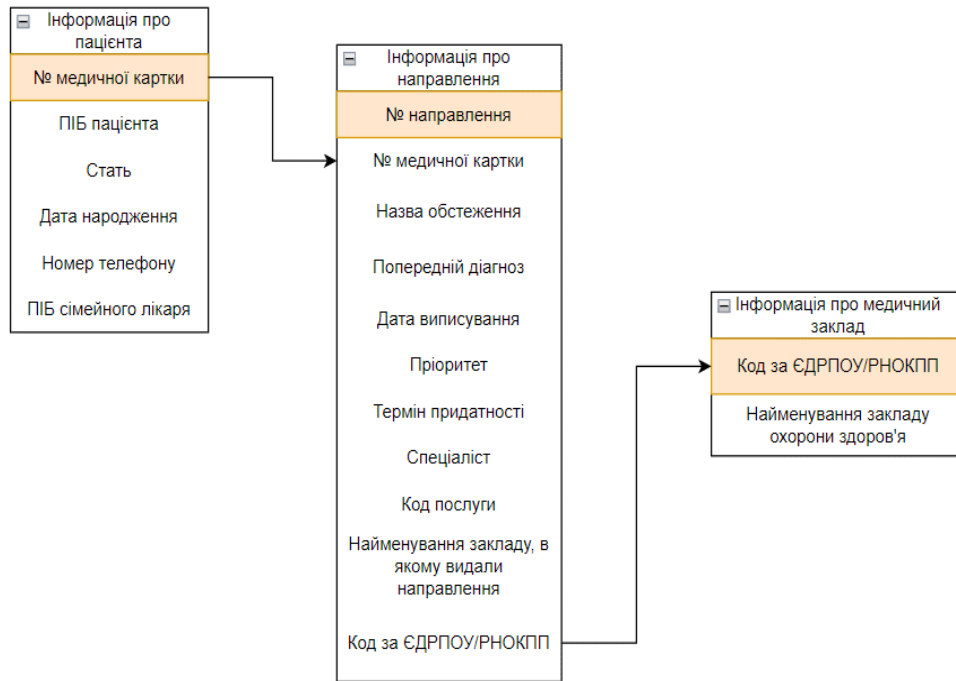 Інформація про
пацієнта
№ медичної картки
ПІБ пацієнта
Стать
Дата народження
Номер телефону
ПІБ сімейного лікаря
Інформація про
направлення
№ направлення
№ медичної картки
Назва обстеження
Попередній діагноз
Дата виписування
Пріоритет
Термін придатності
Спеціаліст
Код послуги
Найменування закладу, в
якому видали
направлення
Код за ЄДРПОУ/РНОКПП
Інформація про медичний
заклад
Код за ЄДРПОУ/РНОКПП
Найменування закладу
охорони здоров'я